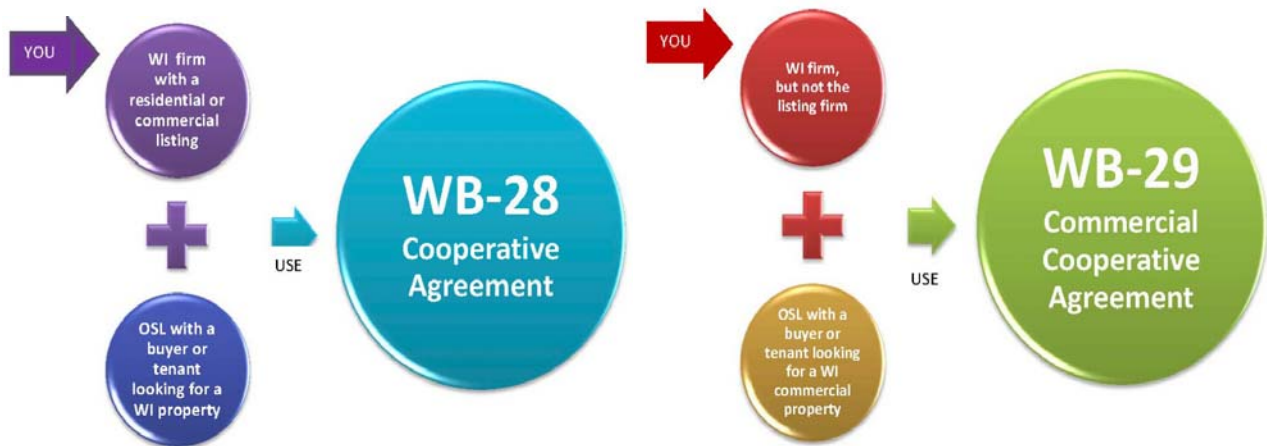 YOU
WI firm
with a
residential or
commercial
listing
OSL with a
buyer or
tenant
looking for a
WI property
USE
WB-28
Cooperative
Agreement
YOU
WI firm,
but not the
listing firm
OSL with a
buyer or
tenant looking
for a WI
commercial
property
USE
WB-29
Commercial
Cooperative
Agreement